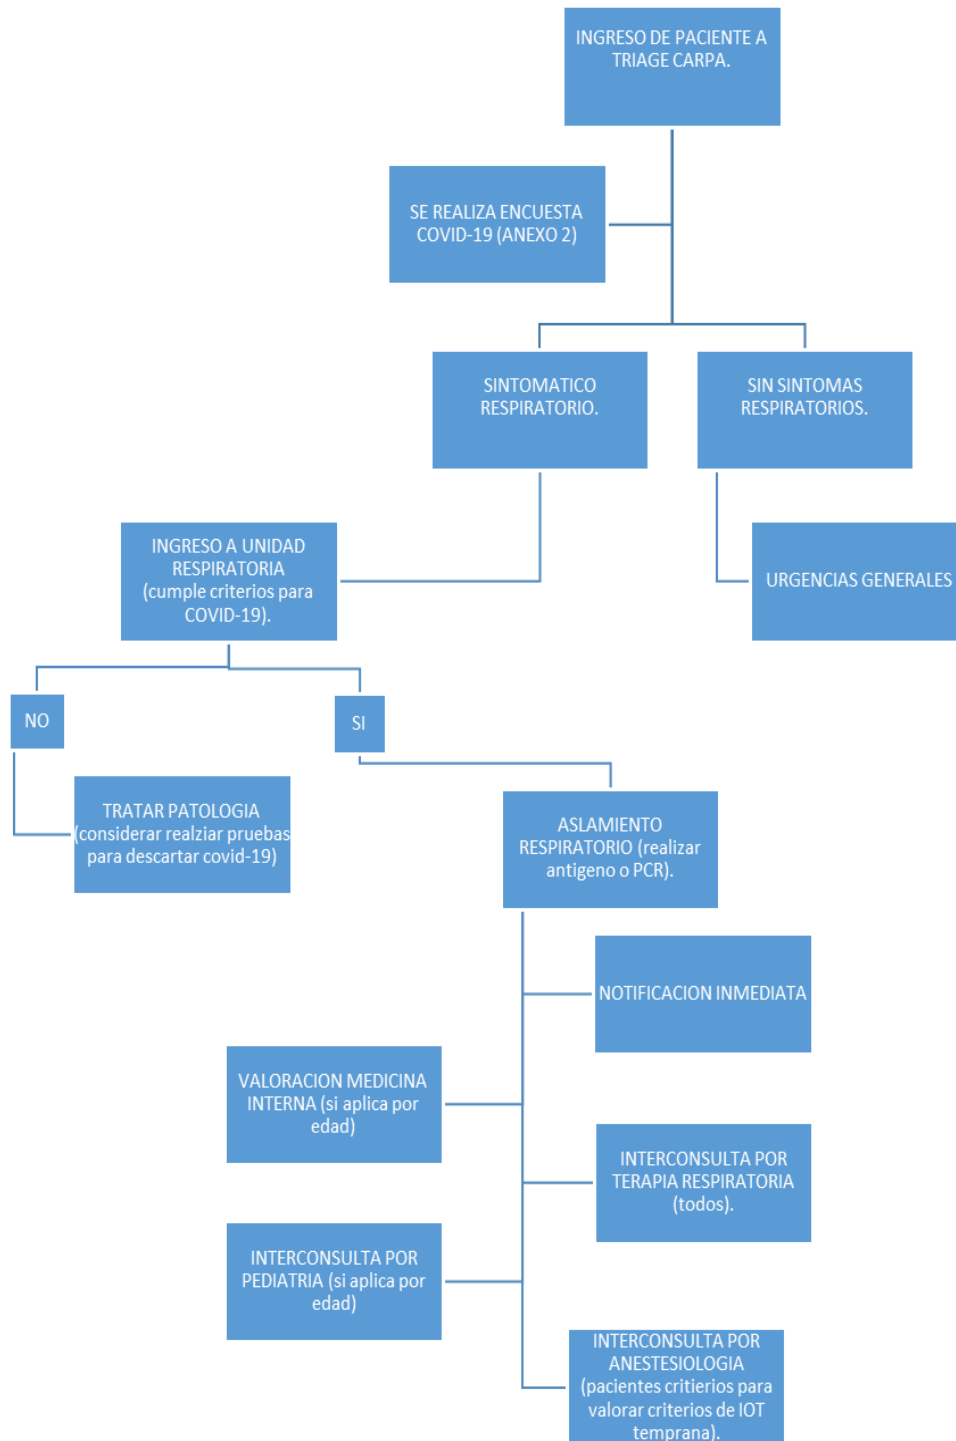 INGRESO DE PACIENTE A
TRIAGE CARPA.
SE REALIZA ENCUESTA
COVID-19 (ANEXO 2)
SINTOMATICO
RESPIRATORIO.
SIN SINTOMAS
RESPIRATORIOS.
INGRESO A UNIDAD
RESPIRATORIA
(cumple criterios para
COVID-19).
URGENCIAS GENERALES
NO
SI
TRATAR PATOLOGIA
(considerar realziar pruebas
para descartar covid-19)
ASLAMIENTO
RESPIRATORIO (realizar
antigeno o PCR).
NOTIFICACION INMEDIATA
VALORACION MEDICINA
INTERNA (si aplica por
edad)
INTERCONSULTA POR
TERAPIA RESPIRATORIA
(todos).
INTERCONSULTA POR
PEDIATRIA (si aplica por
edad)
INTERCONSULTA POR
ANESTESIOLOGIA
(pacientes critierios para
valorar criterios de IOT
temprana).